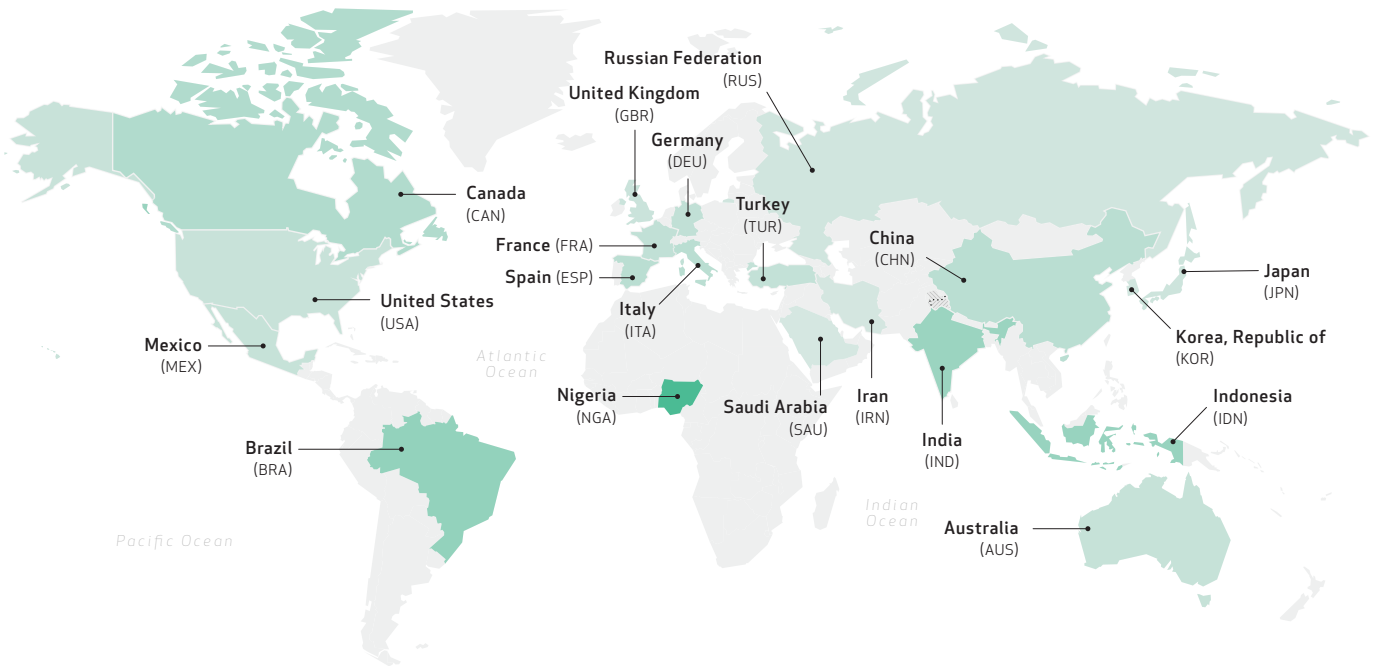 Russian Federation
(RUS)
United Kingdom
(GBR)
Germany
(DEU)
Canada
(CAN)
Turkey
(TUR)
France (FRA)
China
(CHN)
Spain (ESP)
Japan
(JPN)
United States
(USA)
Italy
(ITA)
Korea, Republic of
(KOR)
Mexico
(MEX)
Atlantic
Ocean
Nigeria
(NGA)
Saudi Arabia
(SAU)
Iran
(IRN)
Indonesia
(IDN)
Brazil
(BRA)
India
(IND)
Indian
Ocean
Australia
(AUS)
Pacific Ocean